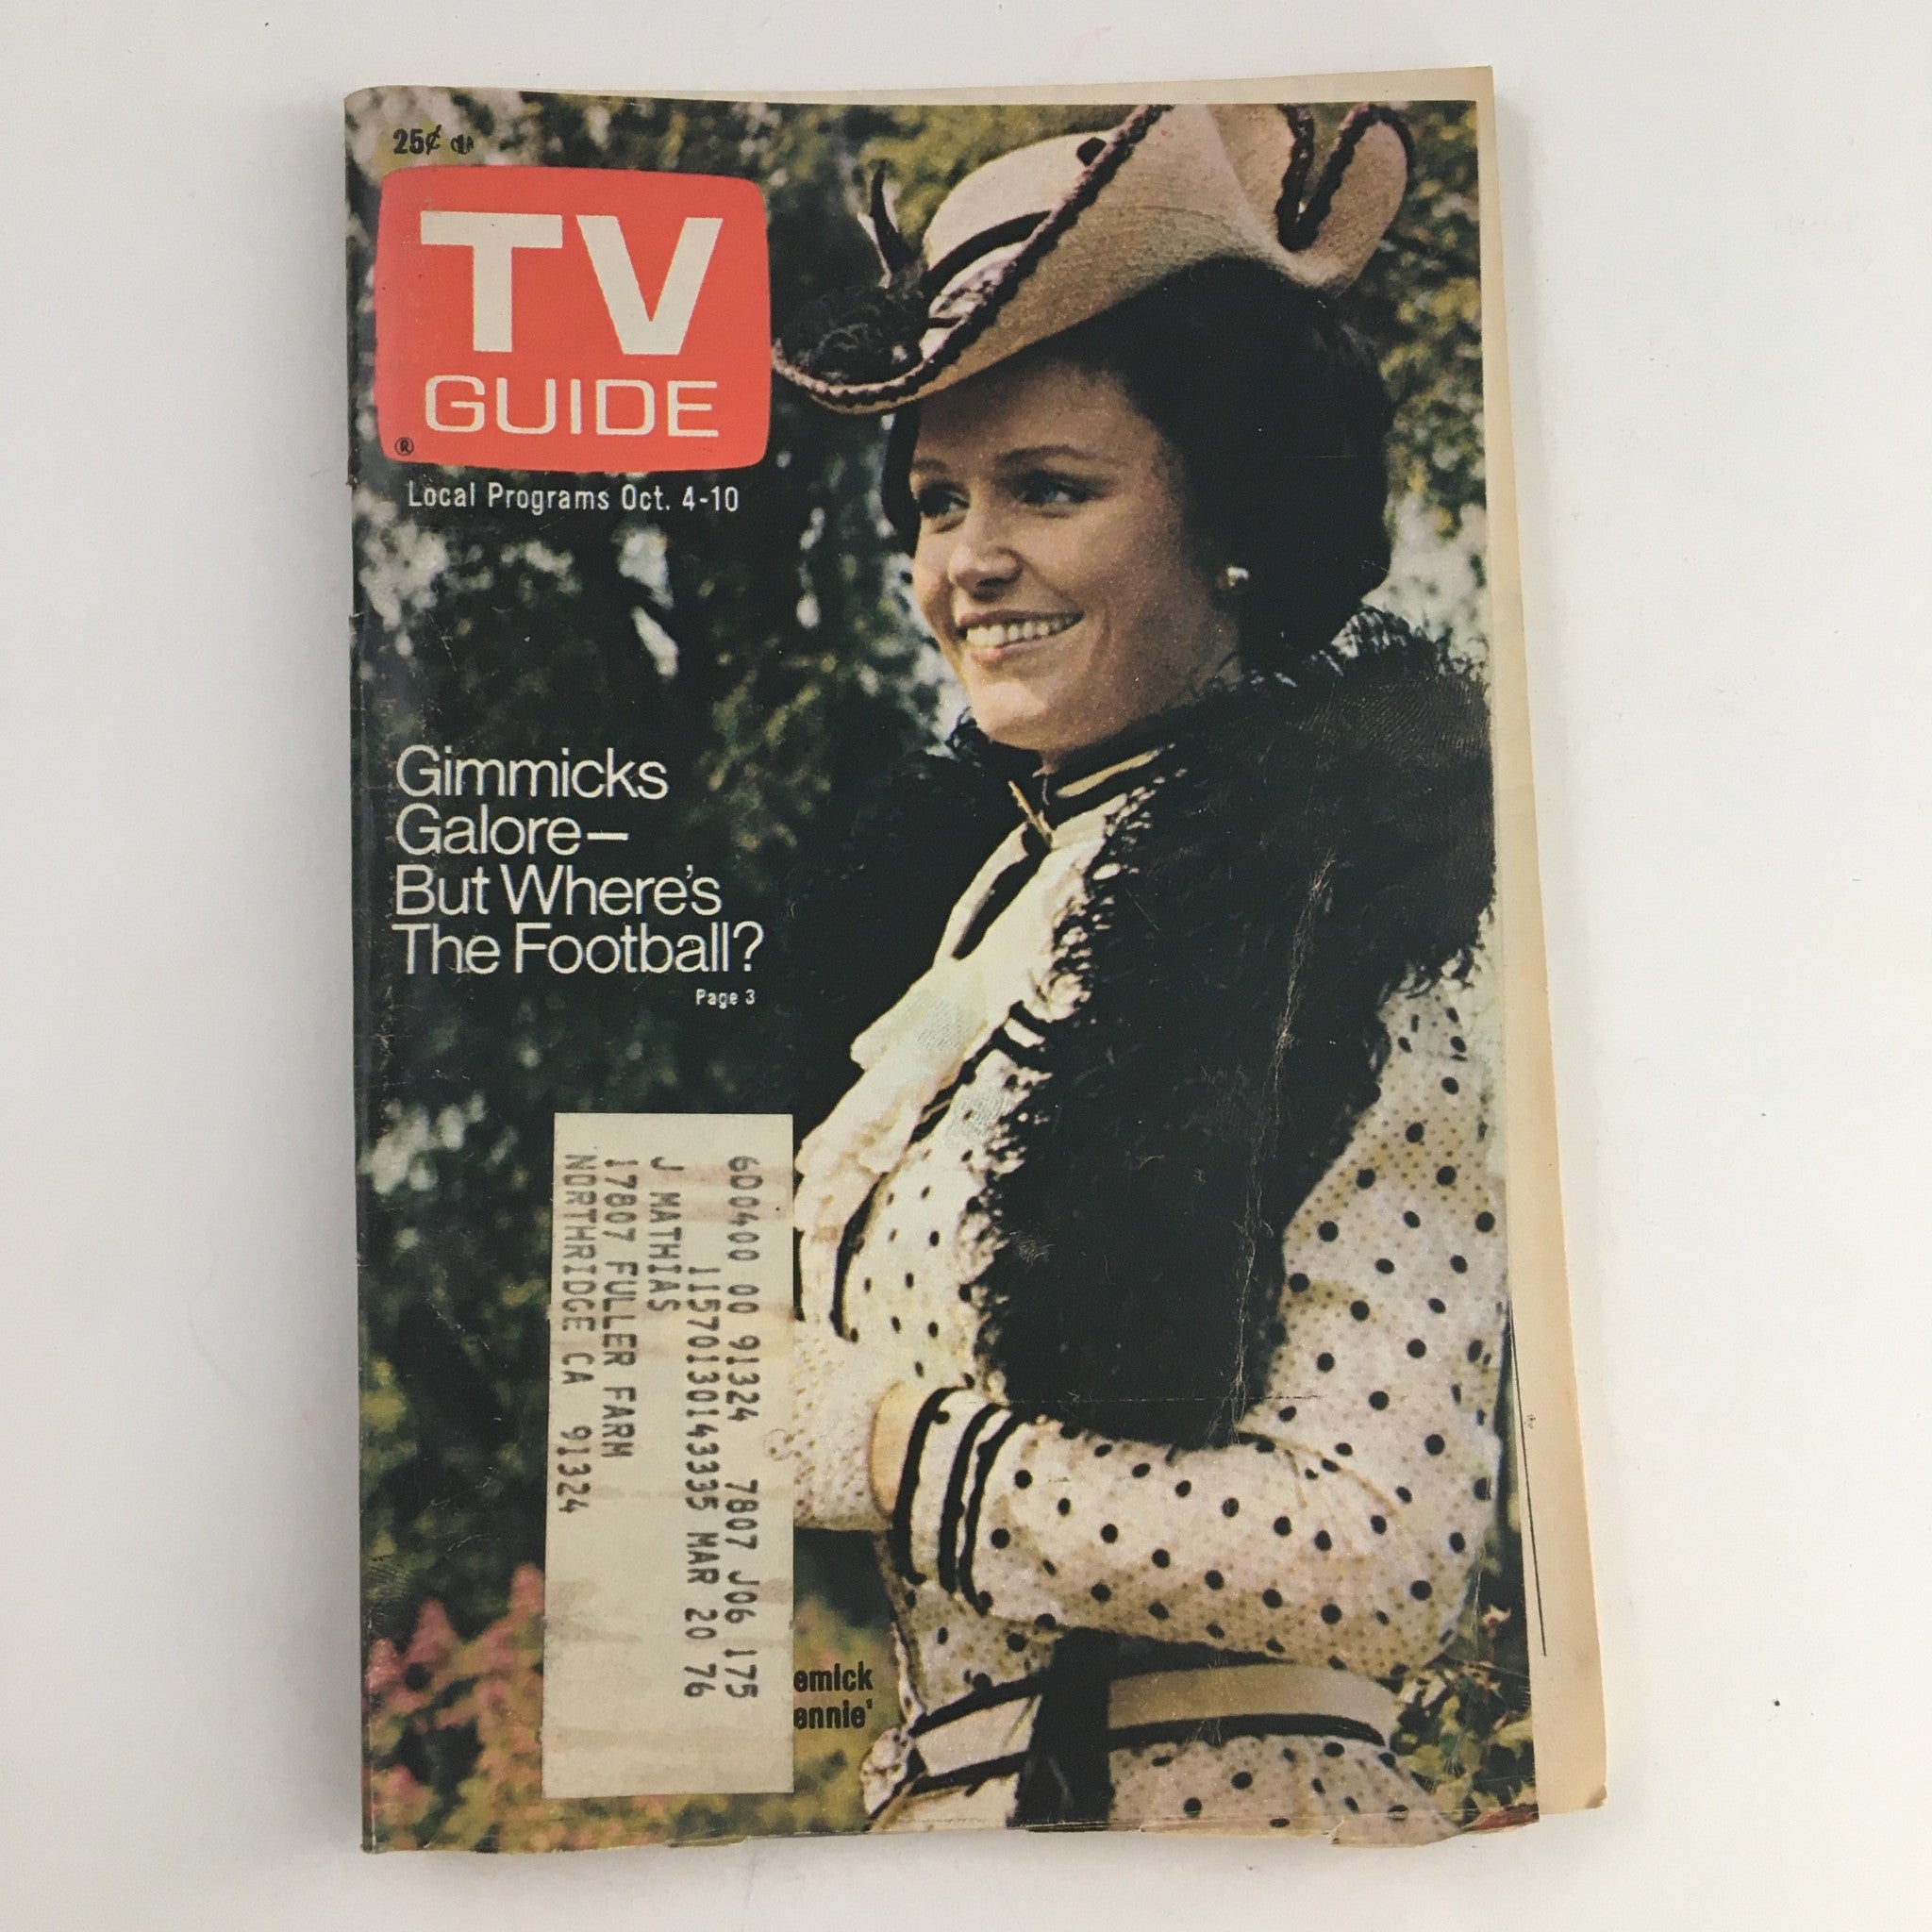 25¢
TV
GUIDE
®
Local Programs Oct. 4-10
Gimmicks
Galore—
But Where's
The Football?
Page 3
600400 00 91324 7807 J06 175
11570130143335 MAR 20 76
J MATHIAS
17807 FULLER FARM
NORTHRIDGE CA 91324
emick
ennie'